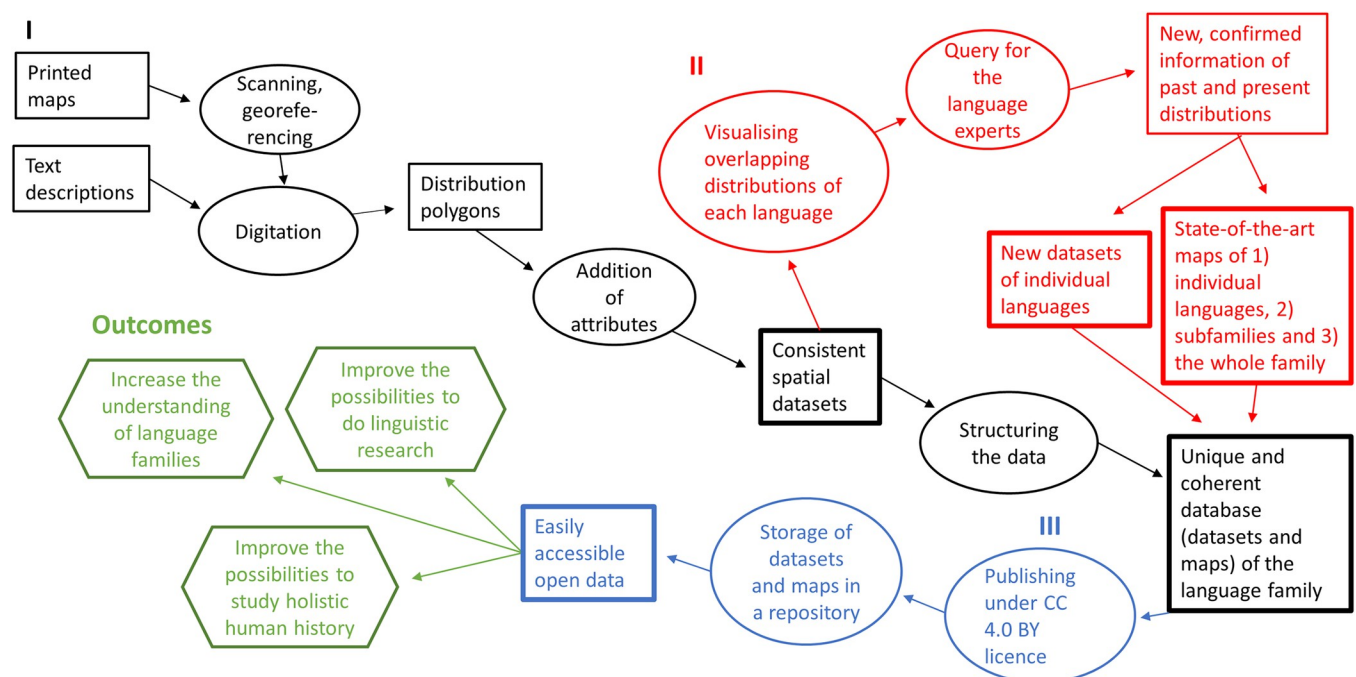 I
Printed
maps
Scanning,
georefe-
rencing
Text
descriptions
Digitation
Distribution
polygons
Addition
of
attributes
Consistent
spatial
datasets
Structuring
the data
Unique and
coherent
database
(datasets and
maps) of the
language family
II
Visualising
overlapping
distributions of
each language
Query for
the
language
experts
New, confirmed
information of
past and present
distributions
New datasets
of individual
languages
State-of-the-art
maps of 1)
individual
languages, 2)
subfamilies and 3)
the whole family
III
Publishing
under CC
4.0 BY
licence
Storage of
datasets
and maps in
a repository
Easily
accessible
open data
Outcomes
Increase the
understanding
of language
families
Improve the
possibilities to
do linguistic
research
Improve the
possibilities to
study holistic
human history